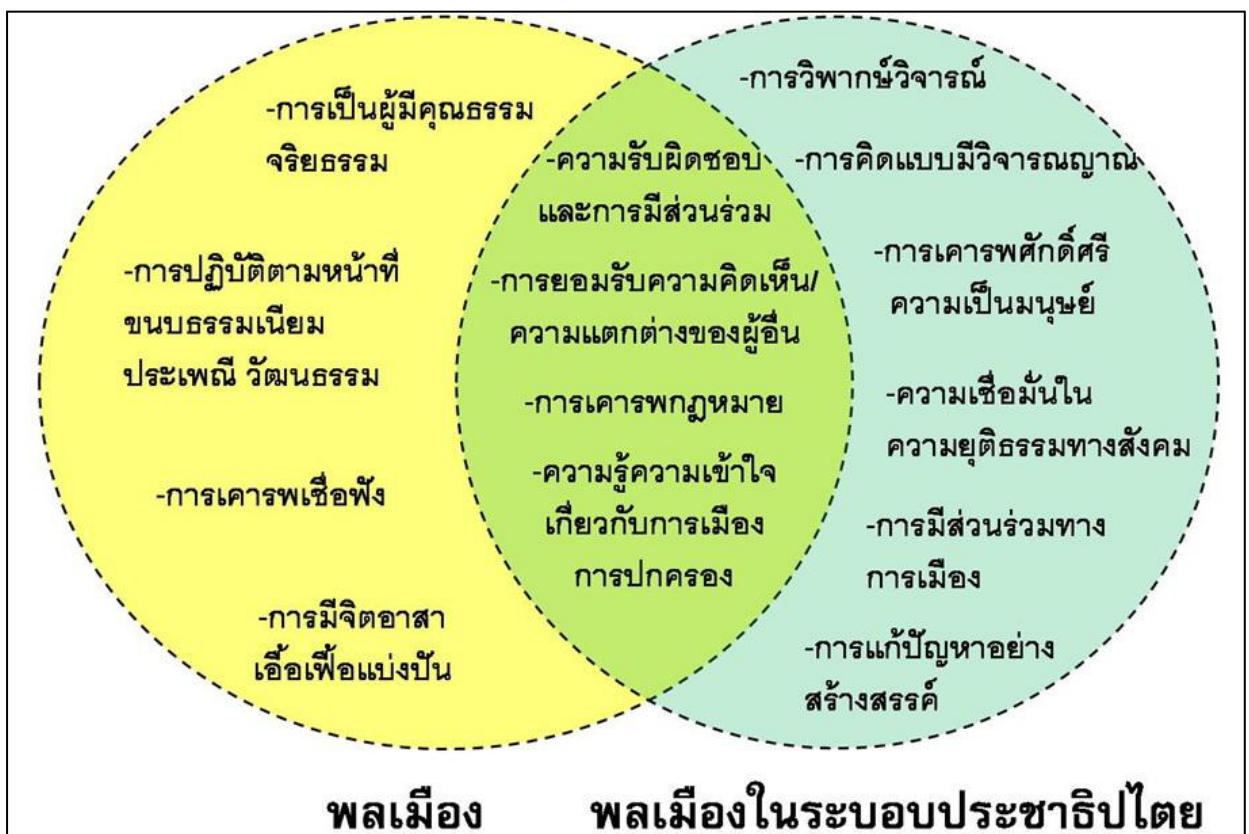 -การเป็นผู้มีคุณธรรม
จริยธรรม
-การปฏิบัติตามหน้าที่
ขนบธรรมเนียม
ประเพณี วัฒนธรรม
-การเคารพเชื่อฟัง
-การมีจิตอาสา
เอื้อเฟื้อแบ่งปัน
-ความรับผิดชอบ
และการมีส่วนร่วม
-การยอมรับความคิดเห็น/
ความแตกต่างของผู้อื่น
-การเคารพกฎหมาย
-ความรู้ความเข้าใจ
เกี่ยวกับการเมือง
การปกครอง
-การวิพากษ์วิจารณ์
-การคิดแบบมีวิจารณญาณ
-การเคารพศักดิ์ศรี
ความเป็นมนุษย์
-ความเชื่อมั่นใน
ความยุติธรรมทางสังคม
-การมีส่วนร่วมทาง
การเมือง
-การแก้ปัญหาอย่าง
สร้างสรรค์
พลเมือง
พลเมืองในระบอบประชาธิปไตย